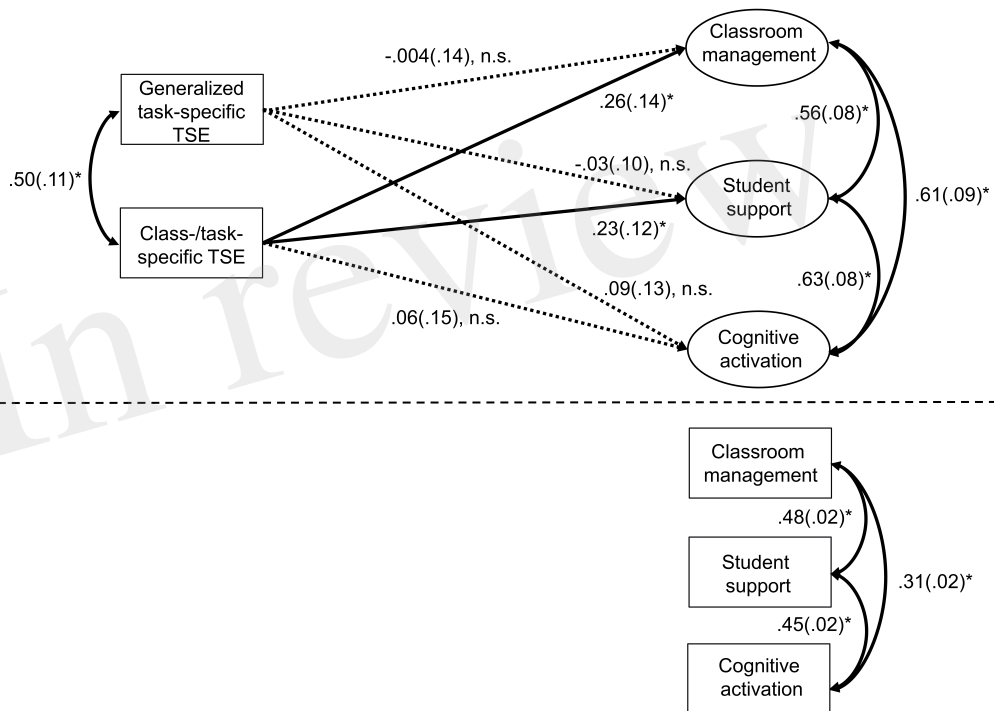 Classroom
management
-.004(.14), n.s.
Generalized
task-specific
TSE
.26(.14)*
.56(.08)*
-.03(.10), n.s.
Student
support
.50(.11)*
.61(.09)*
Class-/task-
specific TSE
.23(.12)*
.63(.08)*
.09(.13), n.s.
.06(.15), n.s.
Cognitive
activation
In review
Classroom
management
.48(.02)*
Student
support
.31(.02)*
.45(.02)*
Cognitive
activation